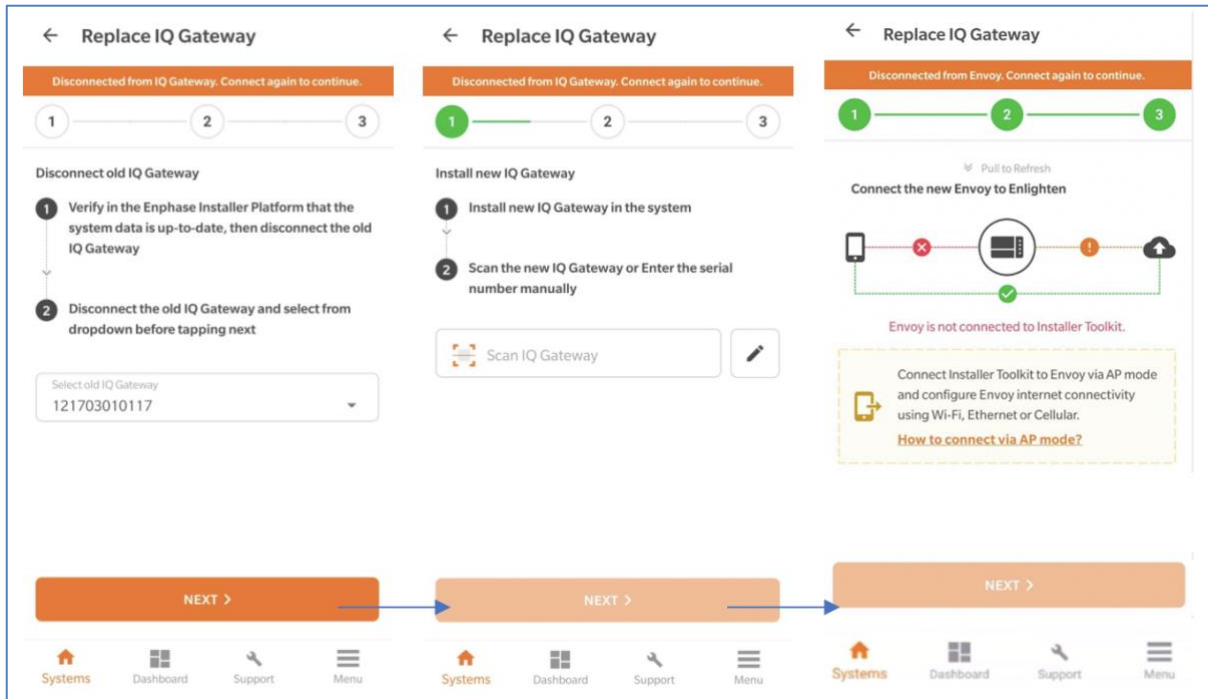 Replace IQ Gateway
Disconnected from IQ Gateway. Connect again to continue.
1
2
3
Disconnect old IQ Gateway
1
Verify in the Enphase Installer Platform that the
system data is up-to-date, then disconnect the old
IQ Gateway
2
Disconnect the old IQ Gateway and select from
dropdown before tapping next
Select old IQ Gateway
121703010117
NEXT >
Systems
Dashboard
Support
Menu
Replace IQ Gateway
Disconnected from IQ Gateway. Connect again to continue.
1
2
3
Install new IQ Gateway
1
Install new IQ Gateway in the system
2
Scan the new IQ Gateway or Enter the serial
number manually
Scan IQ Gateway
NEXT >
Systems
Dashboard
Support
Menu
Replace IQ Gateway
Disconnected from Envoy. Connect again to continue.
1
2
3
Pull to Refresh
Connect the new Envoy to Enlighten
Envoy is not connected to Installer Toolkit.
Connect Installer Toolkit to Envoy via AP mode
and configure Envoy internet connectivity
using Wi-Fi, Ethernet or Cellular.
How to connect via AP mode?
NEXT >
Systems
Dashboard
Support
Menu